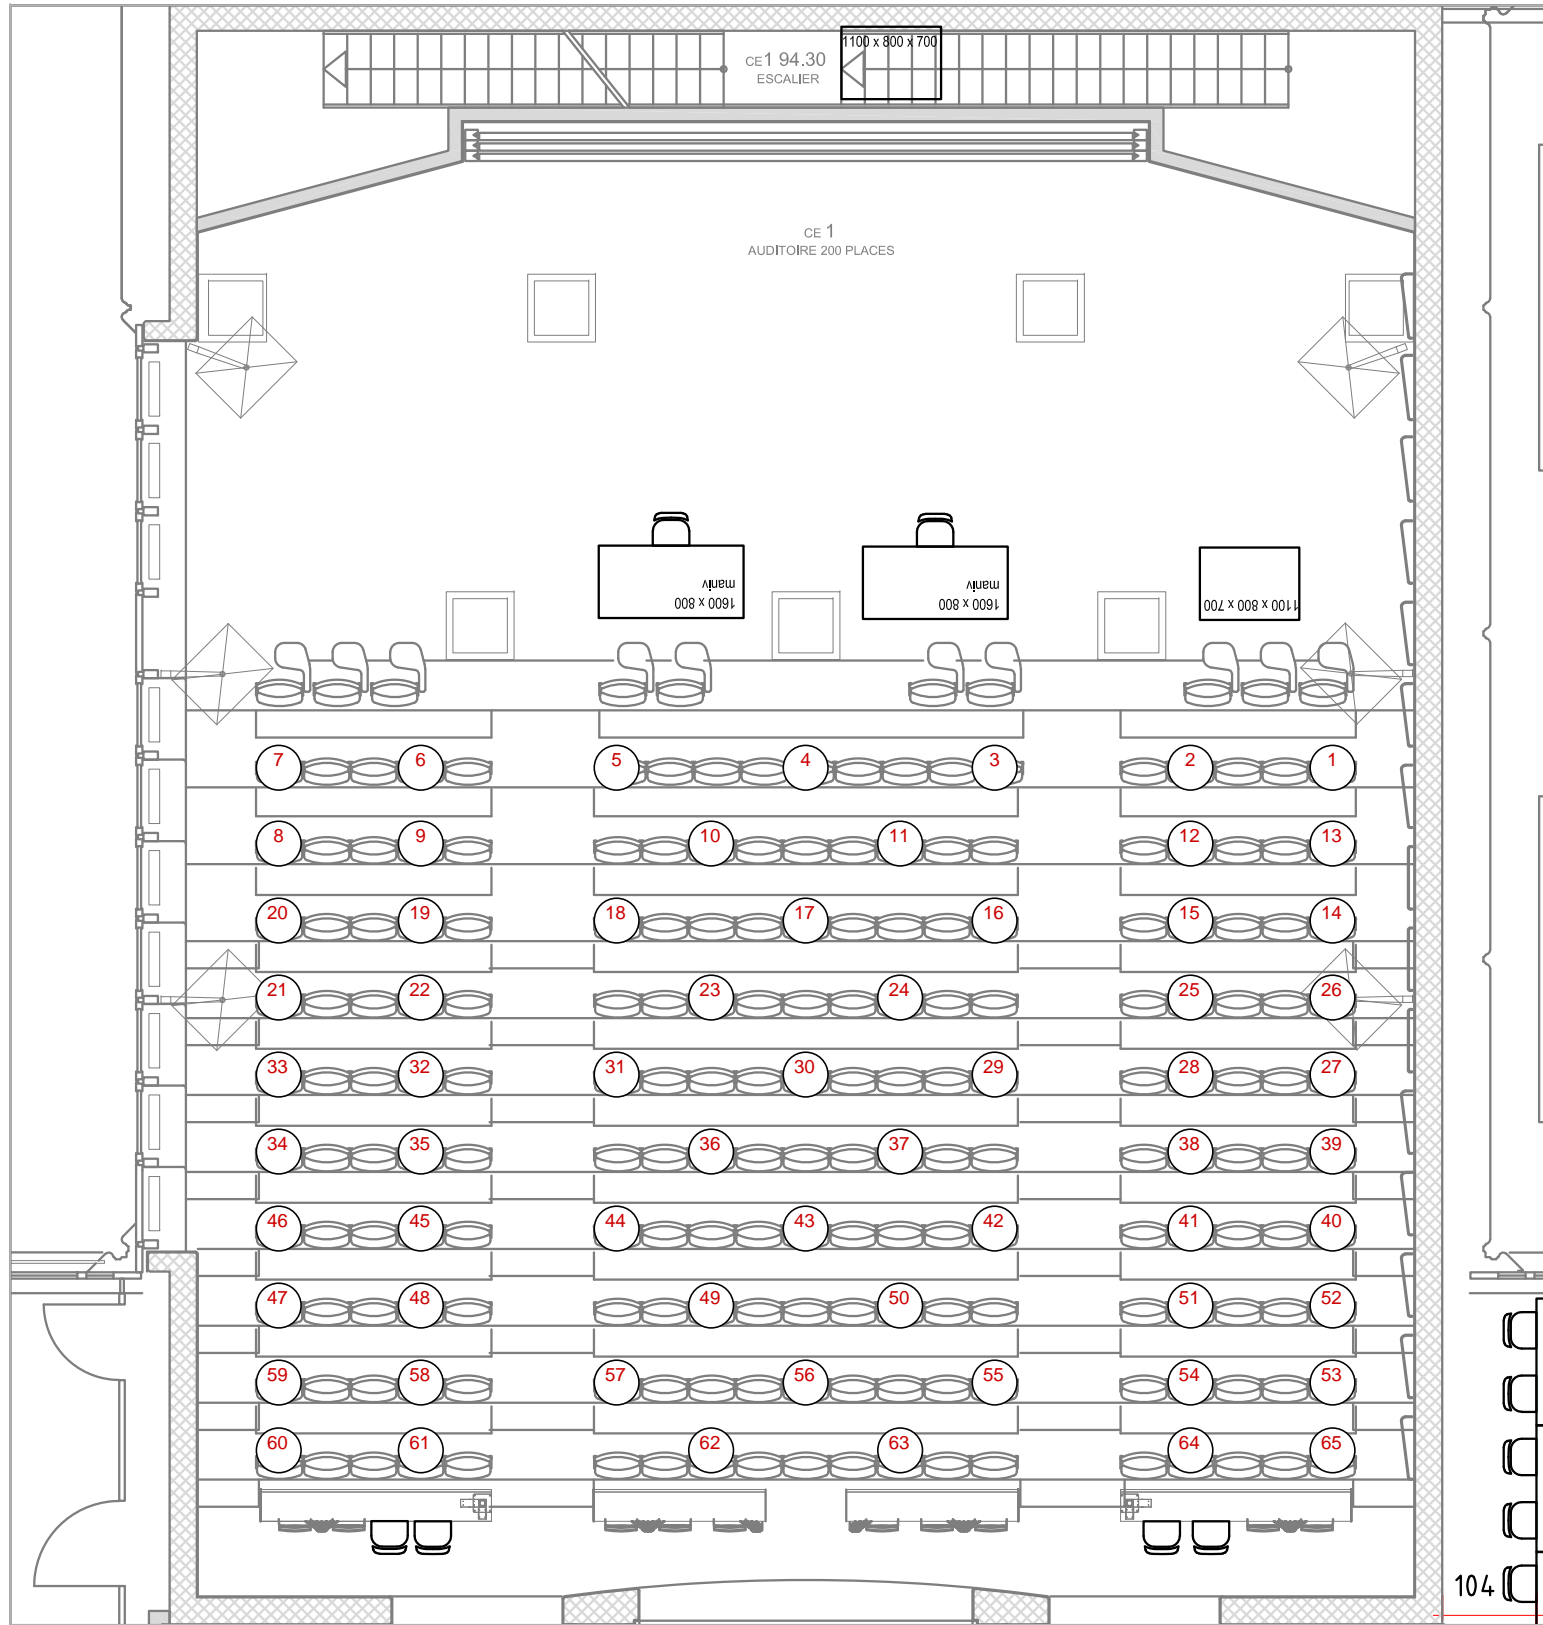 1100 x 800 x 700
CE1 94.30
ESCALIER
CE 1
AUDITOIRE 200 PLACES
maniv
1600 x 800
maniv
1600 x 800
1100 x 800 x 700
7 6 5 4 3 2 1
8 9 10 11 12 13
20 19 18 17 16 15 14
21 22 23 24 25 26
33 32 31 30 29 28 27
34 35 36 37 38 39
46 45 44 43 42 41 40
47 48 49 50 51 52
59 58 57 56 55 54 53
60 61 62 63 64 65
104